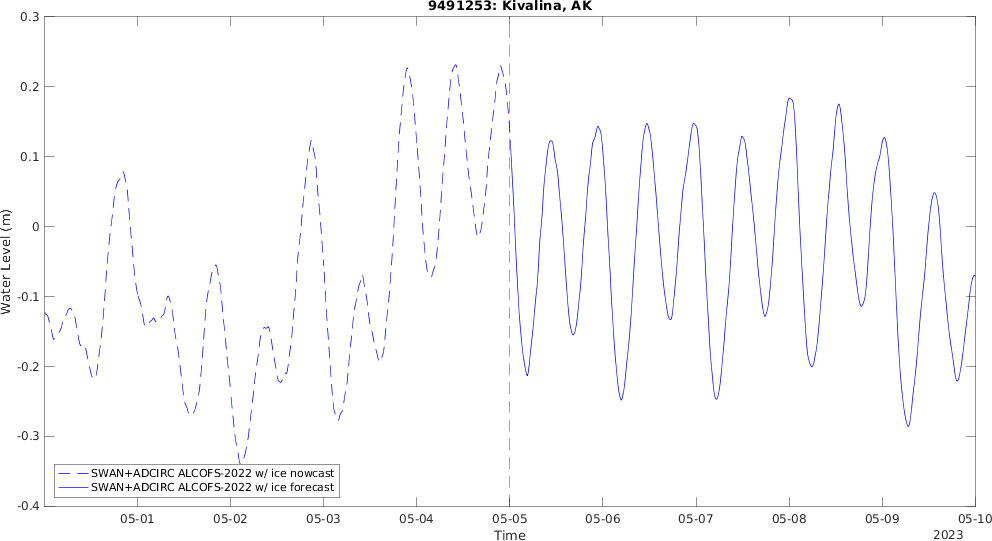 9491253: Kivalina, AK
0.3
0.2
0.1
0
-0.1
-0.2
-0.3
-0.4
Water Level (m)
SWAN+ADCIRC ALCOFS-2022 w/ ice nowcast
SWAN+ADCIRC ALCOFS-2022 w/ ice forecast
05-01 05-02 05-03 05-04 05-05 05-06 05-07 05-08 05-09 05-10
Time
2023